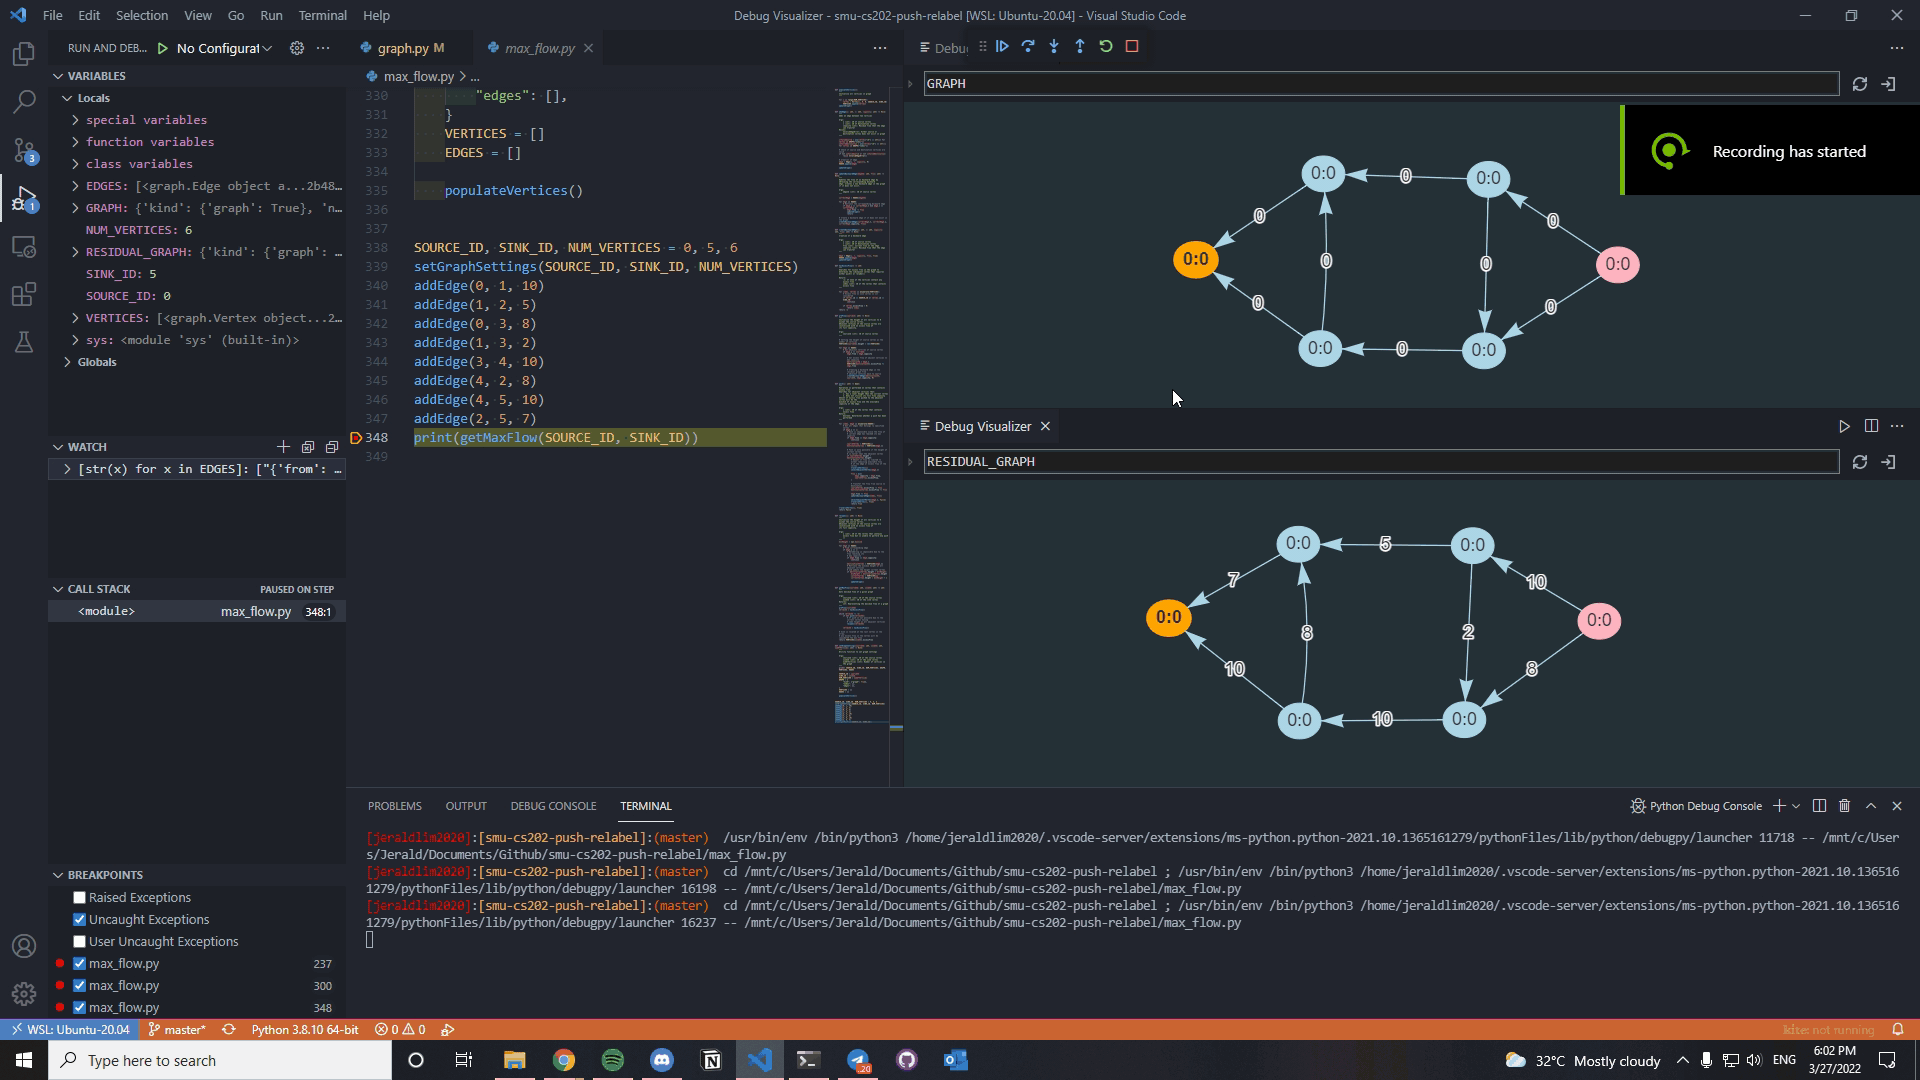 File Edit Selection View Go Run Terminal Help
Debug Visualizer - smu-cs202-push-relabel [WSL: Ubuntu-20.04] - Visual Studio Code
RUN AND DEB... No Configurat
graph.py M
max_flow.py
max_flow.py > ...
VARIABLES
Locals
special variables
function variables
class variables
EDGES: [<graph.Edge object a...2b48...
GRAPH: {'kind': {'graph': True}, 'n...
NUM_VERTICES: 6
RESIDUAL_GRAPH: {'kind': {'graph': ...
SINK_ID: 5
SOURCE_ID: 0
VERTICES: [<graph.Vertex object...2...
sys: <module 'sys' (built-in)>
Globals
WATCH
[str(x) for x in EDGES]: ["{'from': ...
CALL STACK PAUSED ON STEP
<module> max_flow.py 348:1
BREAKPOINTS
Raised Exceptions
Uncaught Exceptions
User Uncaught Exceptions
max_flow.py 237
max_flow.py 300
max_flow.py 348
3
1
330 "edges": [],
331 }
332 VERTICES = []
333 EDGES = []
334
335 populateVertices()
336
337
338 SOURCE_ID, SINK_ID, NUM_VERTICES = 0, 5, 6
339 setGraphSettings(SOURCE_ID, SINK_ID, NUM_VERTICES)
340 addEdge(0, 1, 10)
341 addEdge(1, 2, 5)
342 addEdge(0, 3, 8)
343 addEdge(1, 3, 2)
344 addEdge(3, 4, 10)
345 addEdge(4, 2, 8)
346 addEdge(4, 5, 10)
347 addEdge(2, 5, 7)
348 print(getMaxFlow(SOURCE_ID, SINK_ID))
349
Debu
GRAPH
Recording has started
0:0 0 0:0
0 0
0:0 0 0 0:0
0 0
0:0 0 0:0
Debug Visualizer
RESIDUAL_GRAPH
0:0 5 0:0
7 10
0:0 8 2 0:0
10 8
0:0 10 0:0
PROBLEMS OUTPUT DEBUG CONSOLE TERMINAL
Python Debug Console
[jeraldlim2020]:[smu-cs202-push-relabel]:(master) /usr/bin/env /bin/python3 /home/jeraldlim2020/.vscode-server/extensions/ms-python.python-2021.10.1365161279/pythonFiles/lib/python/debugpy/launcher 11718 -- /mnt/c/User
s/Jerald/Documents/Github/smu-cs202-push-relabel/max_flow.py
[jeraldlim2020]:[smu-cs202-push-relabel]:(master) cd /mnt/c/Users/Jerald/Documents/Github/smu-cs202-push-relabel ; /usr/bin/env /bin/python3 /home/jeraldlim2020/.vscode-server/extensions/ms-python.python-2021.10.136516
1279/pythonFiles/lib/python/debugpy/launcher 16198 -- /mnt/c/Users/Jerald/Documents/Github/smu-cs202-push-relabel/max_flow.py
[jeraldlim2020]:[smu-cs202-push-relabel]:(master) cd /mnt/c/Users/Jerald/Documents/Github/smu-cs202-push-relabel ; /usr/bin/env /bin/python3 /home/jeraldlim2020/.vscode-server/extensions/ms-python.python-2021.10.136516
1279/pythonFiles/lib/python/debugpy/launcher 16237 -- /mnt/c/Users/Jerald/Documents/Github/smu-cs202-push-relabel/max_flow.py
WSL: Ubuntu-20.04 master* Python 3.8.10 64-bit 0 0
kite: not running
Type here to search
20
32°C Mostly cloudy
ENG
6:02 PM
3/27/2022